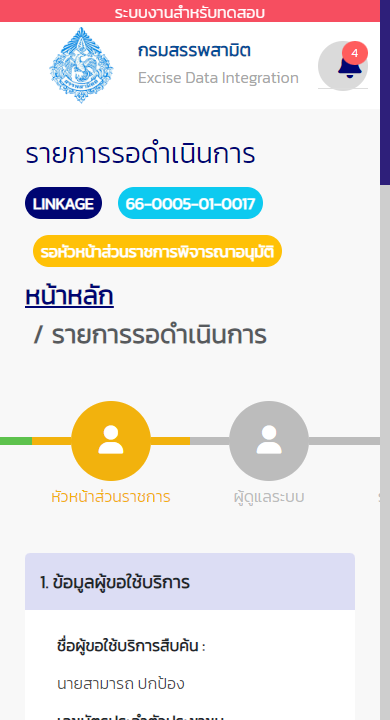 ระบบงานสำหรับทดสอบ
กรมสรรพสามิต
Excise Data Integration
4
รายการรอดำเนินการ
LINKAGE
66-0005-01-0017
รอหัวหน้าส่วนราชการพิจารณาอนุมัติ
หน้าหลัก
/ รายการรอดำเนินการ
หัวหน้าส่วนราชการ
ผู้ดูแลระบบ
1. ข้อมูลผู้ขอใช้บริการ
ชื่อผู้ขอใช้บริการสืบค้น :
นายสามารถ ปกป้อง